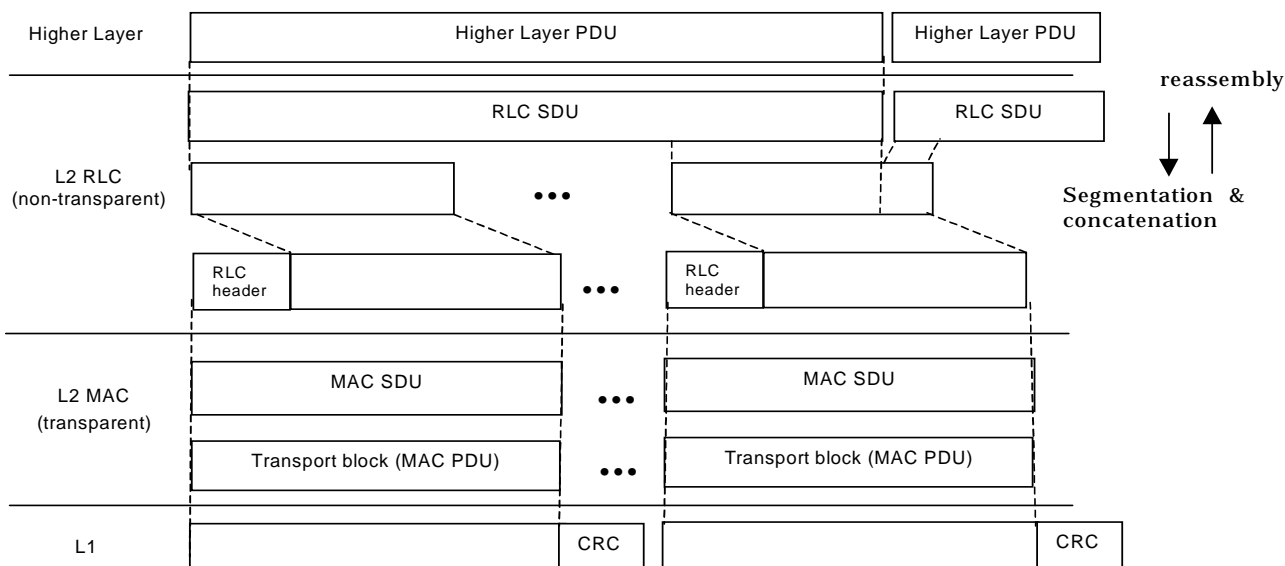 Higher Layer
Higher Layer PDU
Higher Layer PDU
reassembly
RLC SDU
RLC SDU
L2 RLC
(non-transparent)
Segmentation &
concatenation
RLC
header
RLC
header
L2 MAC
(transparent)
MAC SDU
MAC SDU
Transport block (MAC PDU)
Transport block (MAC PDU)
L1
CRC
CRC